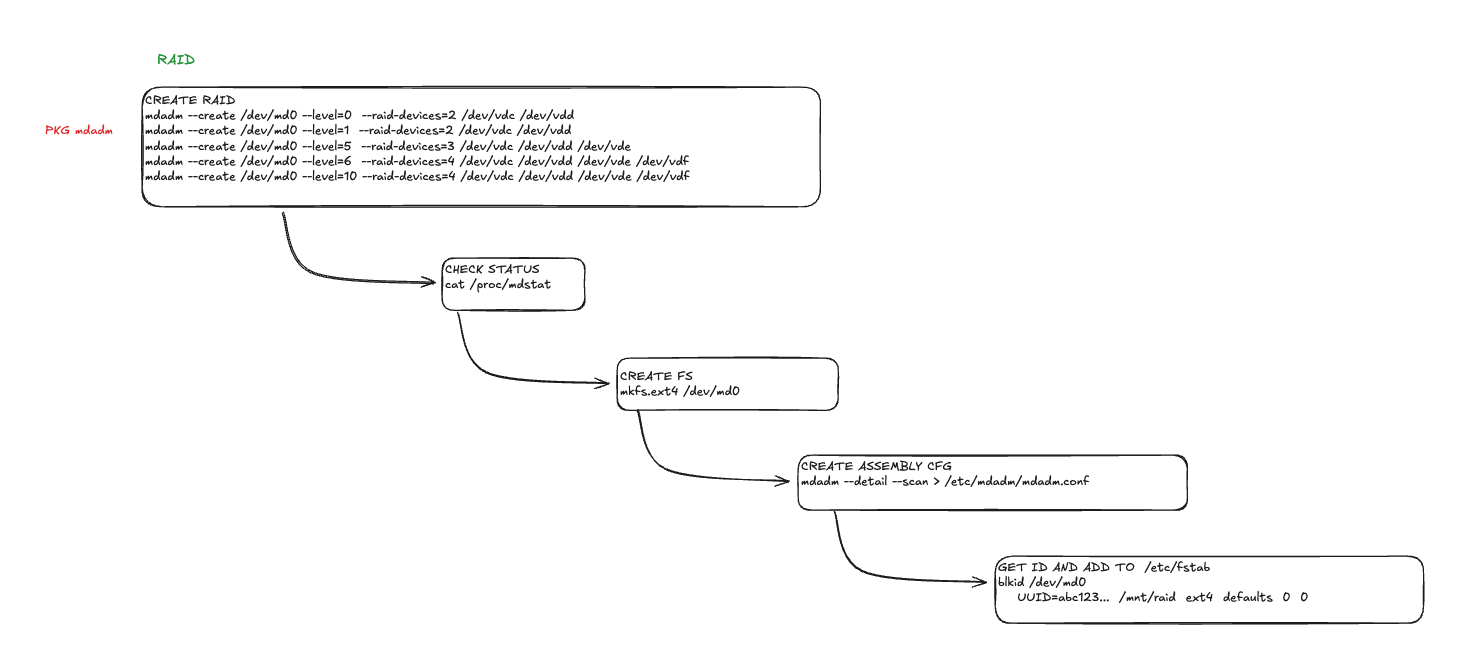 RAID
PKG mdadm
CREATE RAID
mdadm --create /dev/md0 --level=0  --raid-devices=2 /dev/vdc /dev/vdd
mdadm --create /dev/md0 --level=1  --raid-devices=2 /dev/vdc /dev/vdd
mdadm --create /dev/md0 --level=5  --raid-devices=3 /dev/vdc /dev/vdd /dev/vde
mdadm --create /dev/md0 --level=6  --raid-devices=4 /dev/vdc /dev/vdd /dev/vde /dev/vdf
mdadm --create /dev/md0 --level=10 --raid-devices=4 /dev/vdc /dev/vdd /dev/vde /dev/vdf
CHECK STATUS
cat /proc/mdstat
CREATE FS
mkfs.ext4 /dev/md0
CREATE ASSEMBLY CFG
mdadm --detail --scan > /etc/mdadm/mdadm.conf
GET ID AND ADD TO  /etc/fstab
blkid /dev/md0
UUID=abc123...  /mnt/raid  ext4  defaults  0  0